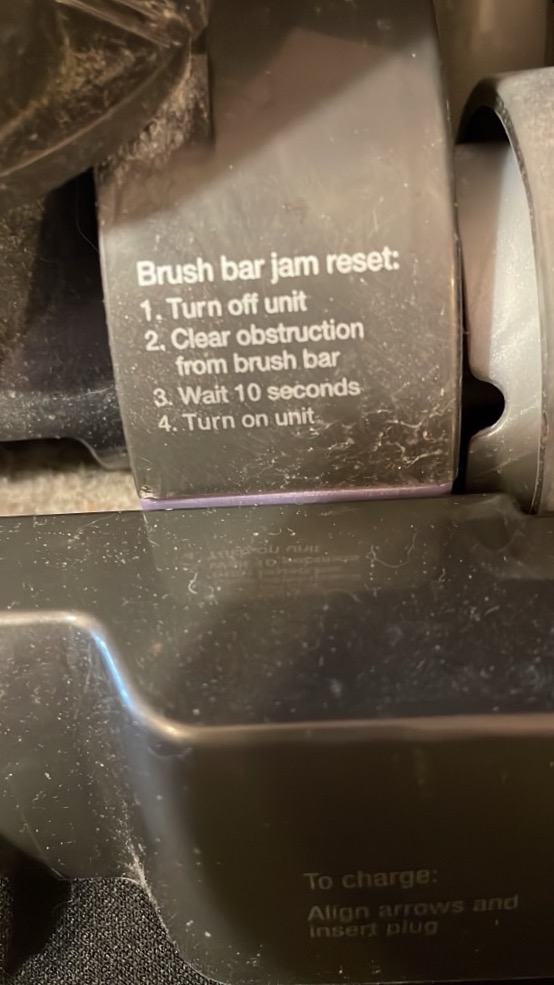 Brush bar jam reset:
1. Turn off unit
2. Clear obstruction
from brush bar
3. Wait 10 seconds
4. Turn on unit
To charge:
Align arrows and
insert plug